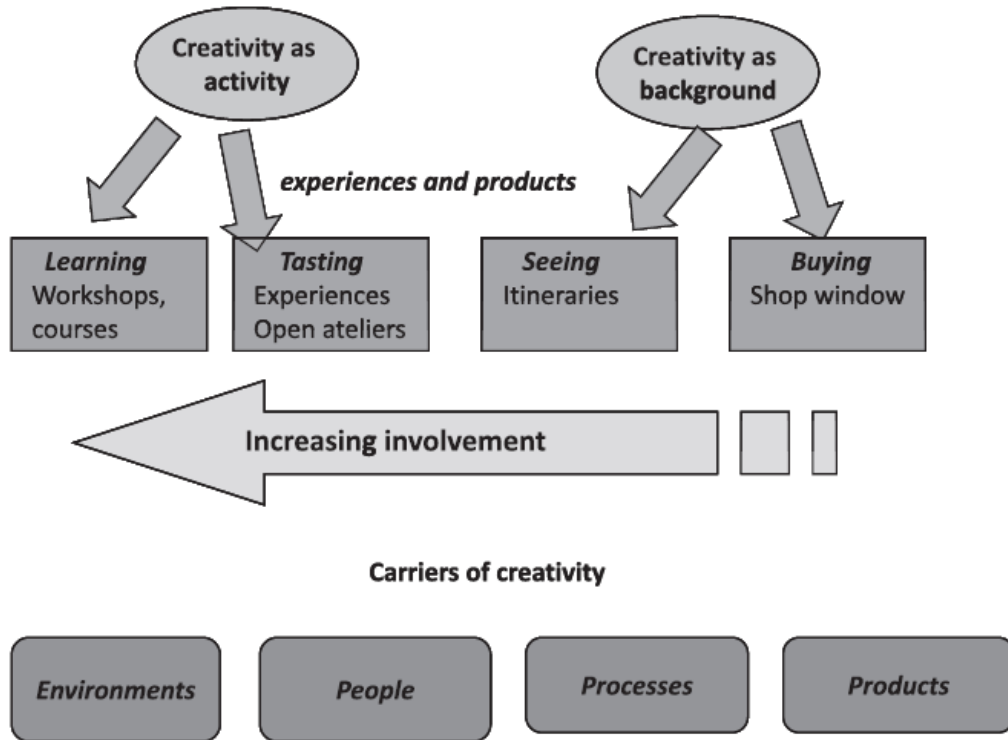 Creativity as
activity
Creativity as
background
experiences and products
Learning
Workshops,
courses
Tasting
Experiences
Open ateliers
Seeing
Itineraries
Buying
Shop window
Increasing involvement
Carriers of creativity
Environments
People
Processes
Products